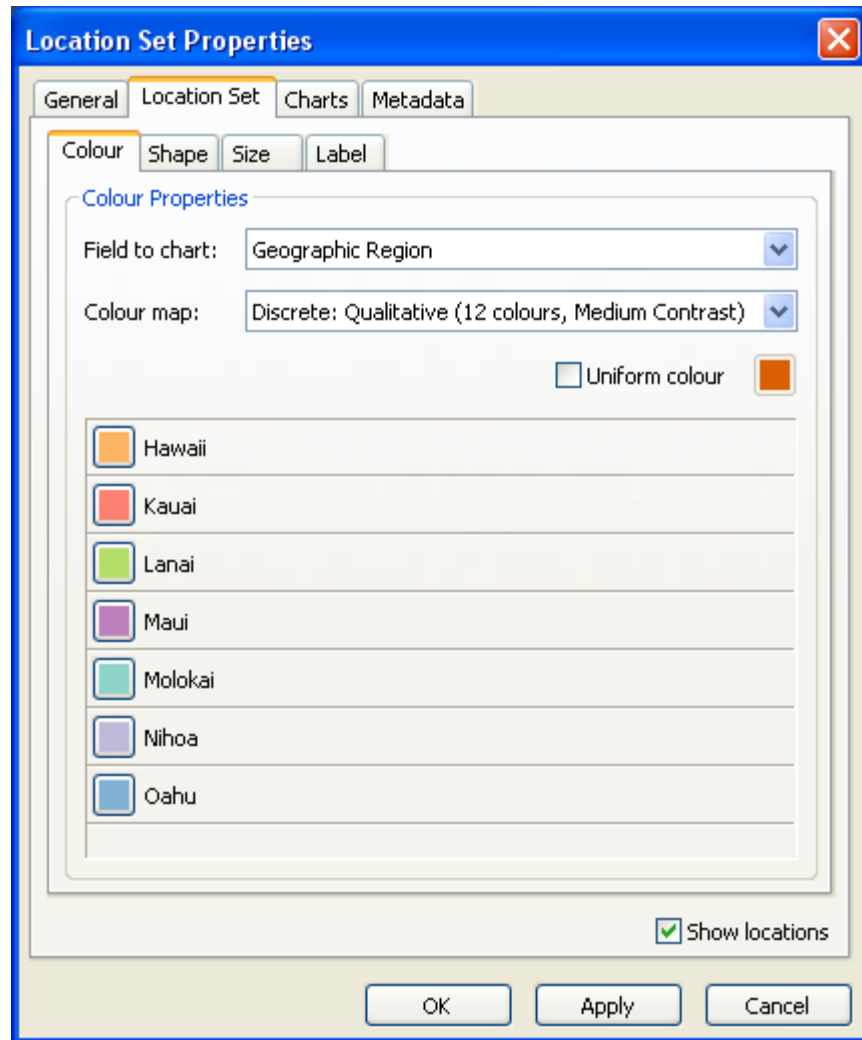 Location Set Properties
General Location Set Charts Metadata
Colour Shape Size Label
Colour Properties
Field to chart: Geographic Region
Colour map: Discrete: Qualitative (12 colours, Medium Contrast)
Uniform colour
Hawaii
Kauai
Lanai
Maui
Molokai
Nihoa
Oahu
Show locations
OK Apply Cancel